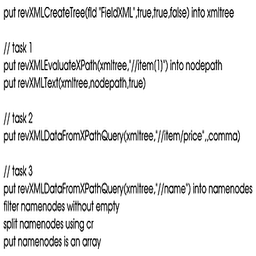 put revXMLCreateTree(fld "FieldXML",true,true,false) into xmltree
// task 1
put revXMLEvaluateXPath(xmltree,"//item[1]") into nodepath
put revXMLText(xmltree,nodepath,true)
// task 2
put revXMLDataFromXPathQuery(xmltree,"//item/price",,comma)
// task 3
put revXMLDataFromXPathQuery(xmltree,"//name") into namenodes
filter namenodes without empty
split namenodes using cr
put namenodes is an array